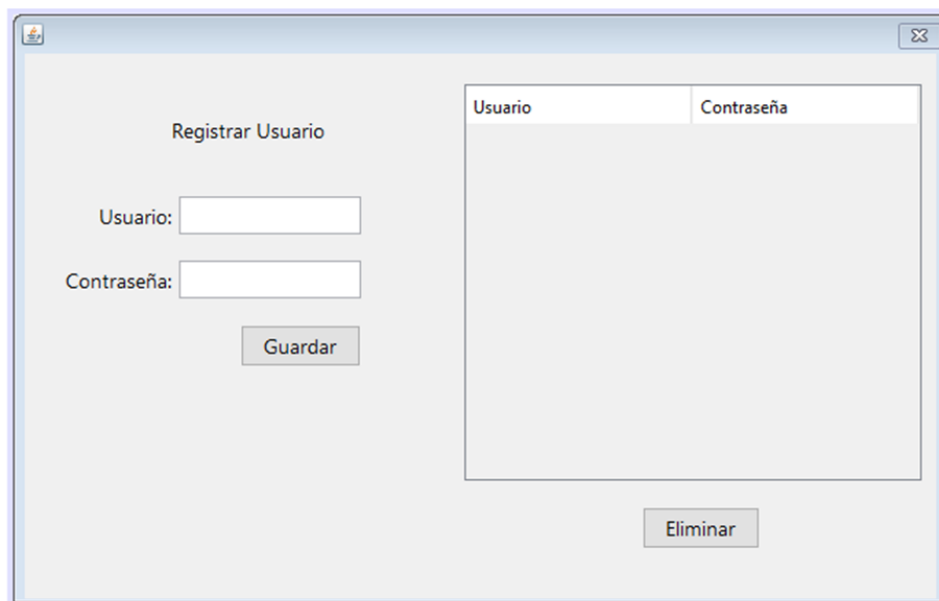 Registrar Usuario
Usuario:
Contraseña:
Guardar
Usuario Contraseña
Eliminar